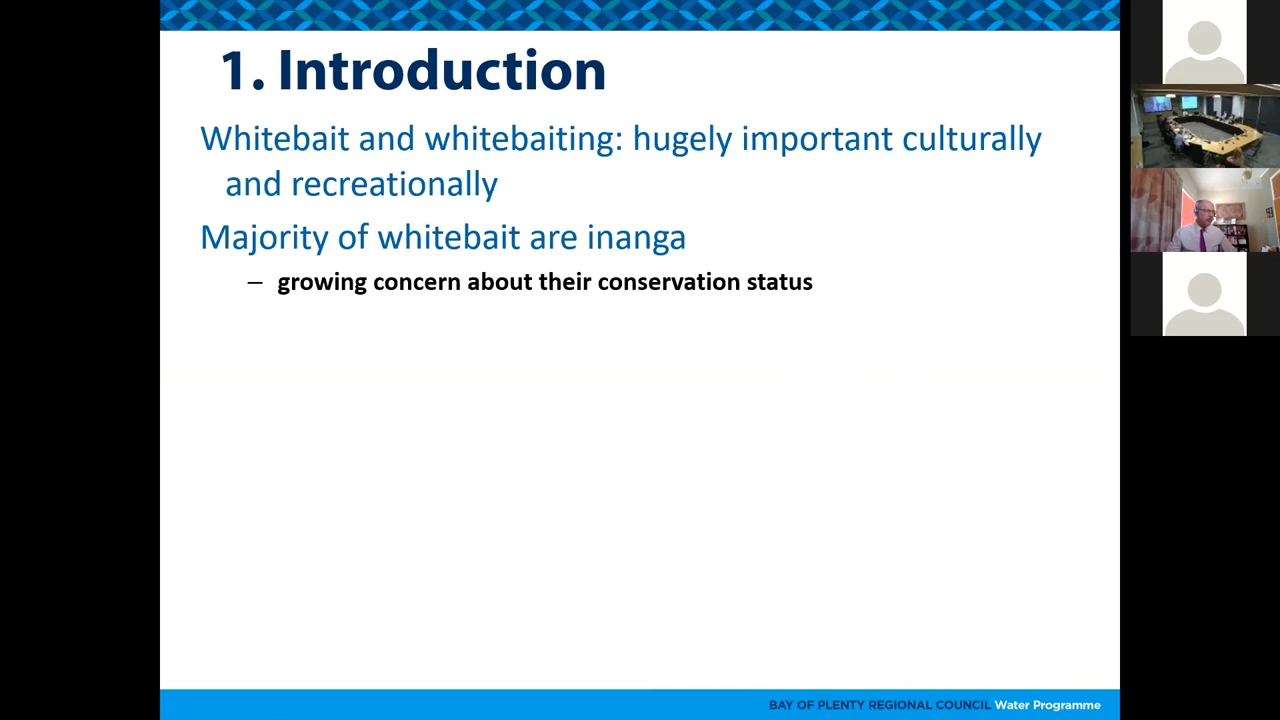 1. Introduction
Whitebait and whitebaiting: hugely important culturally
and recreationally
Majority of whitebait are inanga
– growing concern about their conservation status
BAY OF PLENTY REGIONAL COUNCIL Water Programme